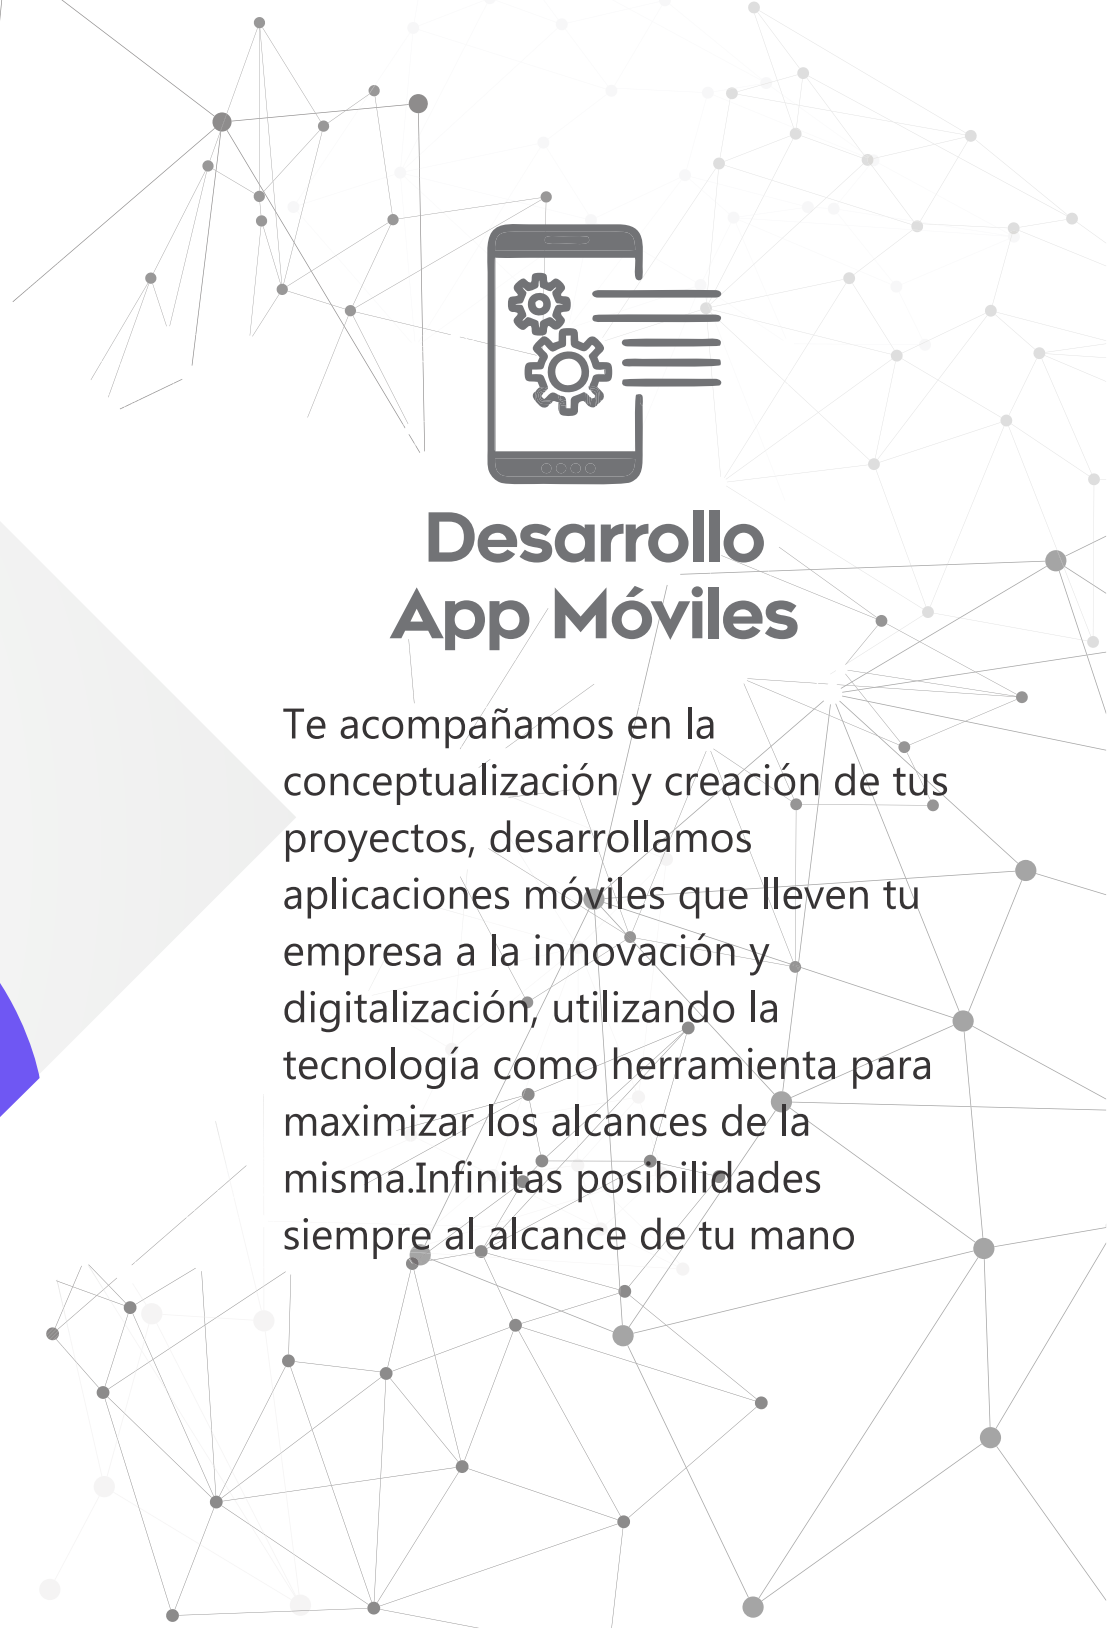 Desarrollo
App Móviles
Te acompañamos en la
conceptualización y creación de tus
proyectos, desarrollamos
aplicaciones móviles que lleven tu
empresa a la innovación y
digitalización, utilizando la
tecnología como herramienta para
maximizar los alcances de la
misma.Infinitas posibilidades
siempre al alcance de tu mano